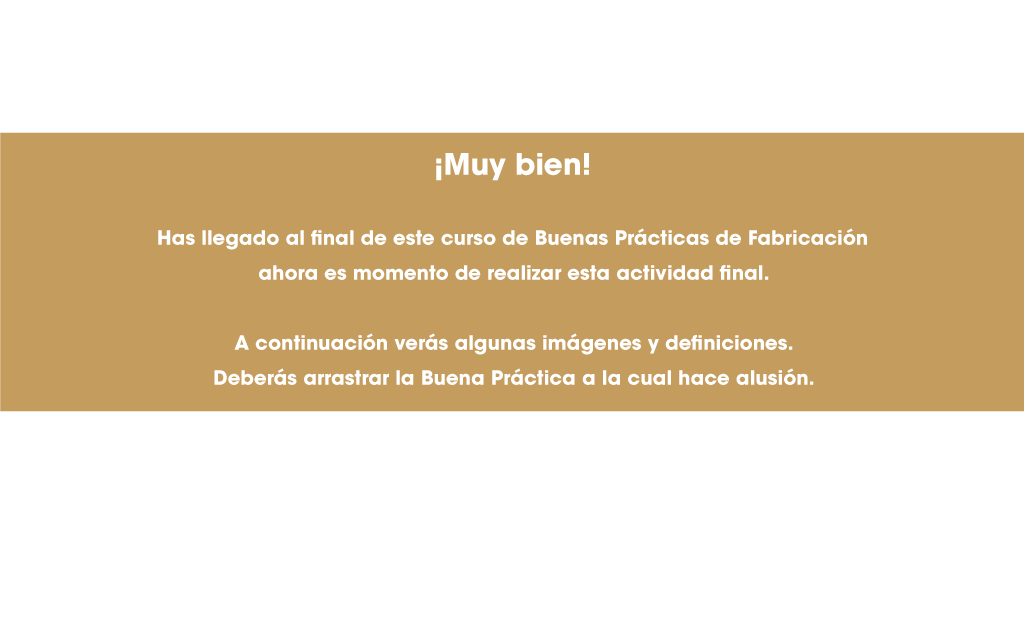 ¡Muy bien!
Has llegado al final de este curso de Buenas Prácticas de Fabricación
ahora es momento de realizar esta actividad final.
A continuación verás algunas imágenes y definiciones.
Deberás arrastrar la Buena Práctica a la cual hace alusión.